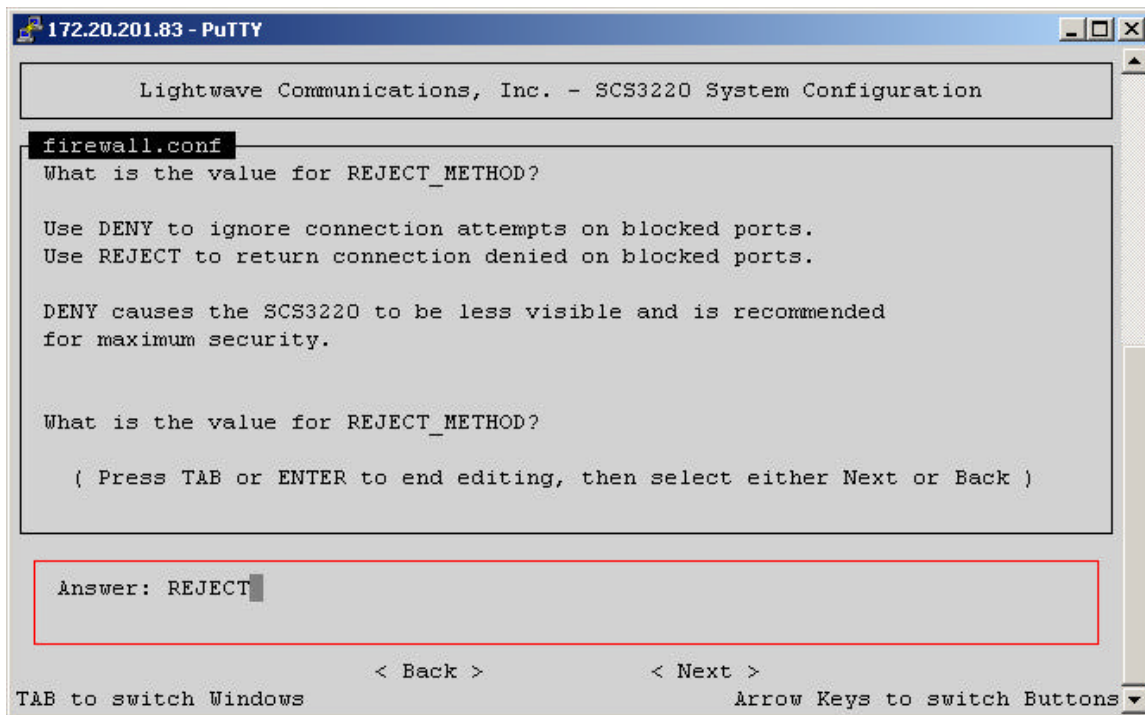 172.20.201.83 - PuTTY
Lightwave Communications, Inc. - SCS3220 System Configuration
firewall.conf
What is the value for REJECT_METHOD?
Use DENY to ignore connection attempts on blocked ports.
Use REJECT to return connection denied on blocked ports.
DENY causes the SCS3220 to be less visible and is recommended
for maximum security.
What is the value for REJECT_METHOD?
( Press TAB or ENTER to end editing, then select either Next or Back )
Answer: REJECT
< Back > < Next >
TAB to switch Windows Arrow Keys to switch Buttons